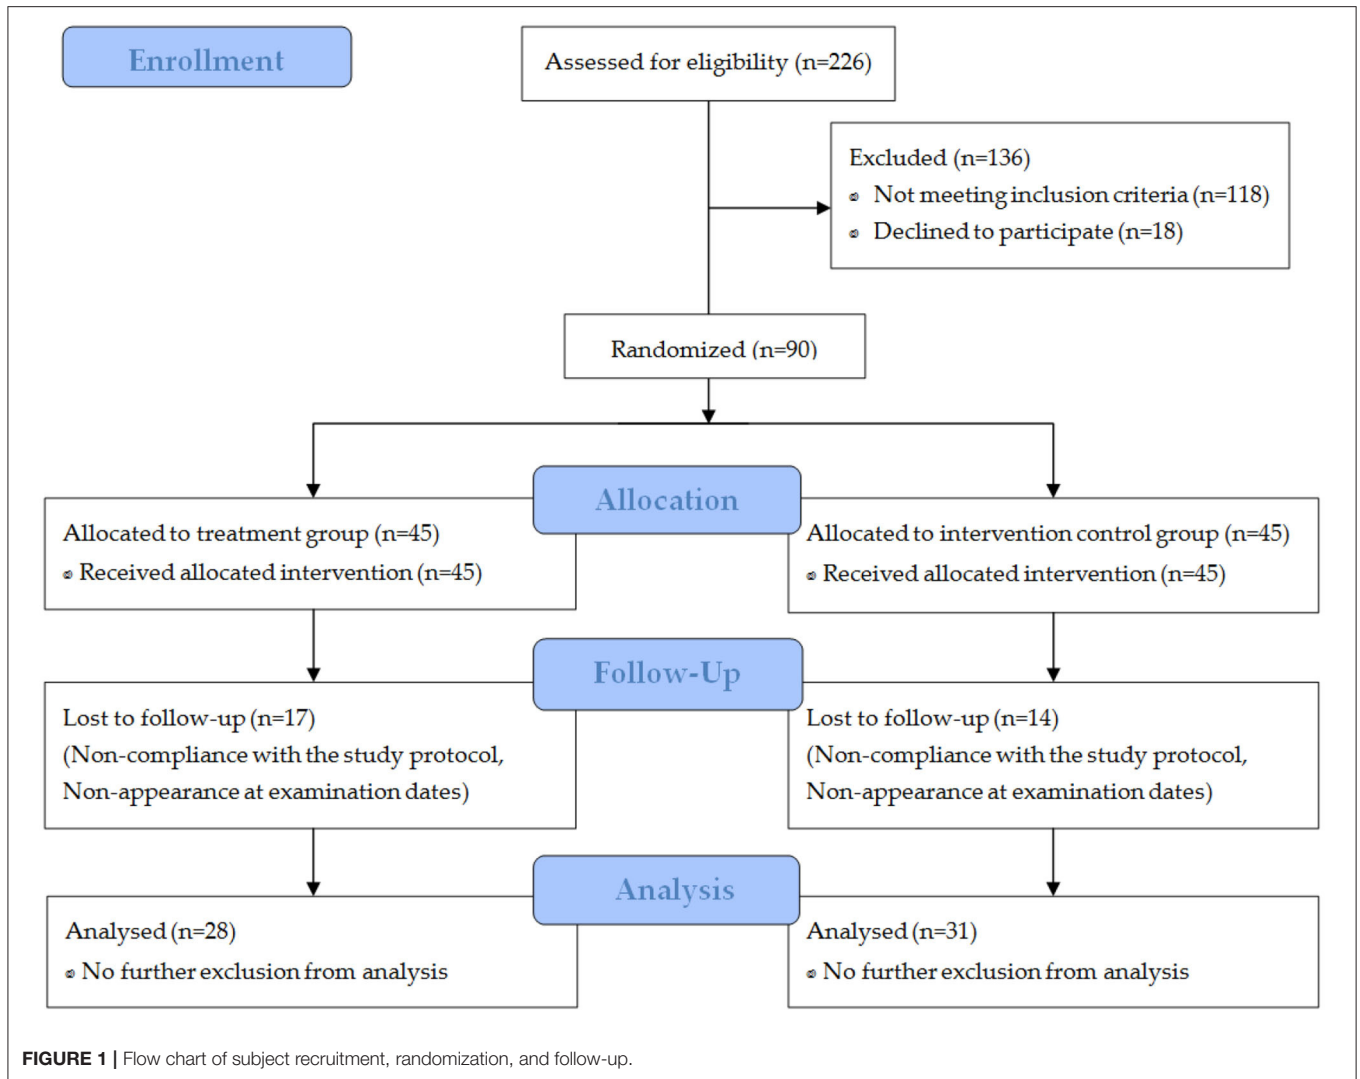 Enrollment
Assessed for eligibility (n=226)
Excluded (n=136)
Not meeting inclusion criteria (n=118)
Declined to participate (n=18)
Randomized (n=90)
Allocation
Allocated to treatment group (n=45)
Received allocated intervention (n=45)
Allocated to intervention control group (n=45)
Received allocated intervention (n=45)
Follow-Up
Lost to follow-up (n=17)
(Non-compliance with the study protocol,
Non-appearance at examination dates)
Lost to follow-up (n=14)
(Non-compliance with the study protocol,
Non-appearance at examination dates)
Analysis
Analysed (n=28)
No further exclusion from analysis
Analysed (n=31)
No further exclusion from analysis
FIGURE 1 | Flow chart of subject recruitment, randomization, and follow-up.